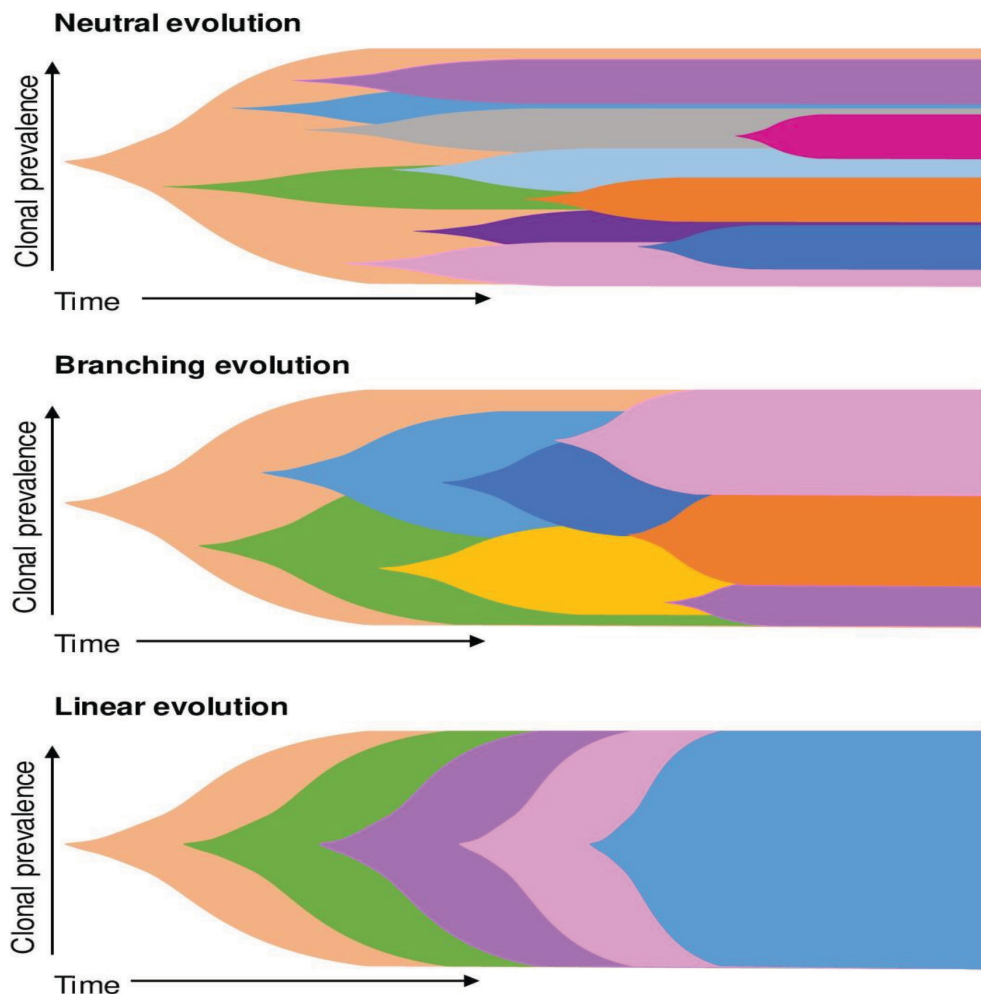 Neutral evolution
Clonal prevalence
Time
Branching evolution
Clonal prevalence
Time
Linear evolution
Clonal prevalence
Time